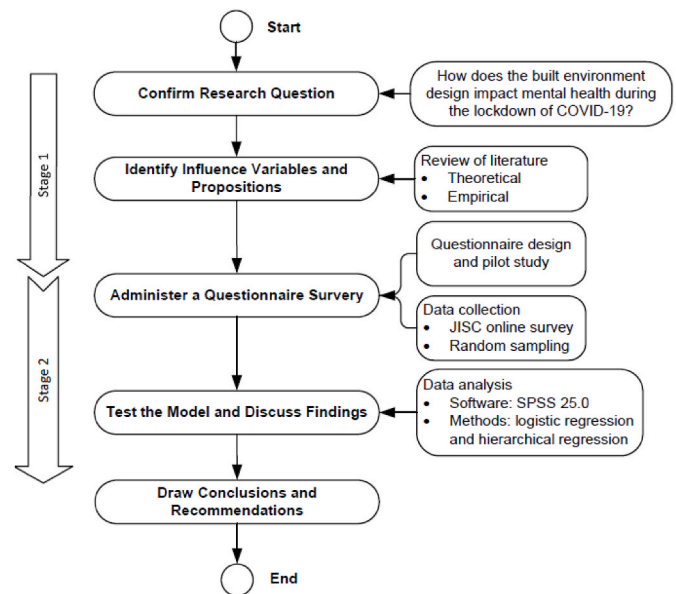 Start
Confirm Research Question
How does the built environment
design impact mental health during
the lockdown of COVID-19?
Stage 1
Identify Influence Variables and
Propositions
Review of literature
• Theoretical
• Empirical
Questionnaire design
and pilot study
Administer a Questionnaire Survery
Data collection
• JISC online survey
• Random sampling
Stage 2
Test the Model and Discuss Findings
Data analysis
• Software: SPSS 25.0
• Methods: logistic regression
and hierarchical regression
Draw Conclusions and
Recommendations
End